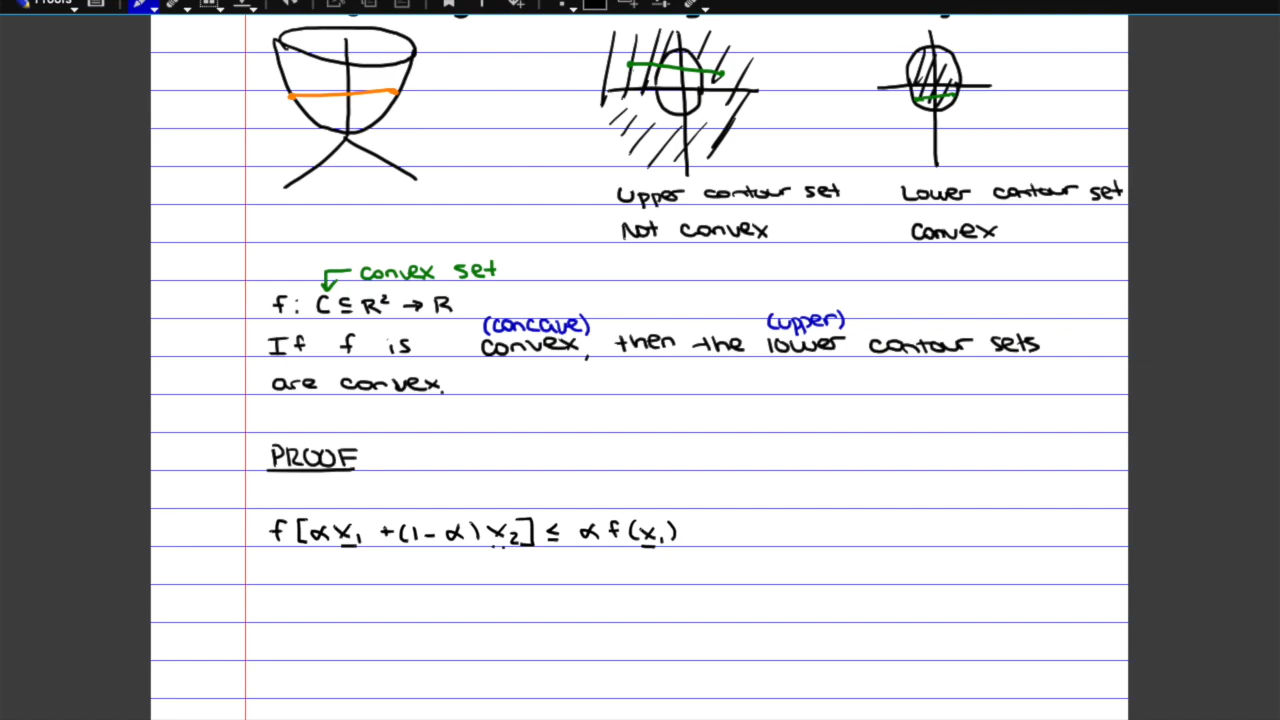 Proofs
Upper contour set
Lower contour set
Not convex
Convex
convex set
f: C ⊆ R² → R
(concave) (upper)
If f is convex, then the lower contour sets
are convex.
PROOF
f[αx₁ + (1-α)x₂] ≤ αf(x₁)